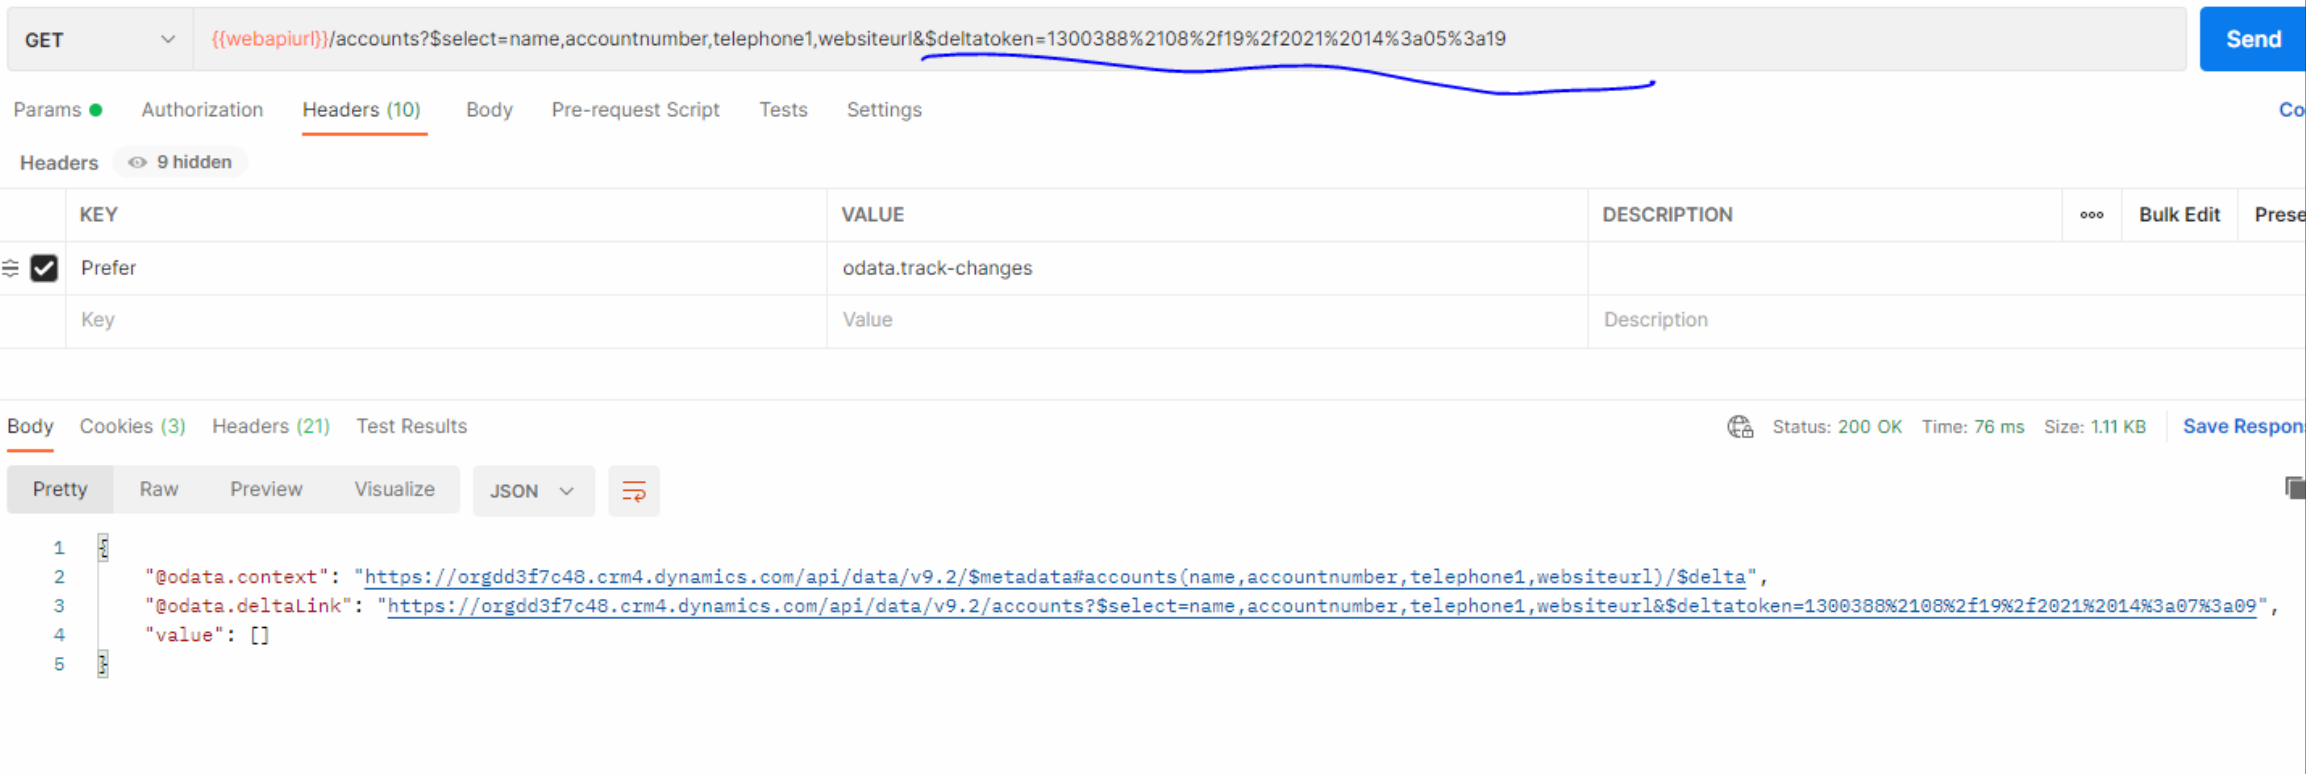 GET {{webapiurl}}/accounts?$select=name,accountnumber,telephone1,websiteurl&$deltatoken=1300388%2108%2f19%2f2021%2014%3a05%3a19 Send
Params Authorization Headers (10) Body Pre-request Script Tests Settings Co
Headers 9 hidden
KEY VALUE DESCRIPTION ooo Bulk Edit Prese
Prefer odata.track-changes
Key Value Description
Body Cookies (3) Headers (21) Test Results Status: 200 OK Time: 76 ms Size: 1.11 KB Save Respons
Pretty Raw Preview Visualize JSON
1 {
2 "@odata.context": "https://orgdd3f7c48.crm4.dynamics.com/api/data/v9.2/$metadata#accounts(name,accountnumber,telephone1,websiteurl)/$delta",
3 "@odata.deltaLink": "https://orgdd3f7c48.crm4.dynamics.com/api/data/v9.2/accounts?$select=name,accountnumber,telephone1,websiteurl&$deltatoken=1300388%2108%2f19%2f2021%2014%3a07%3a09",
4 "value": []
5 }